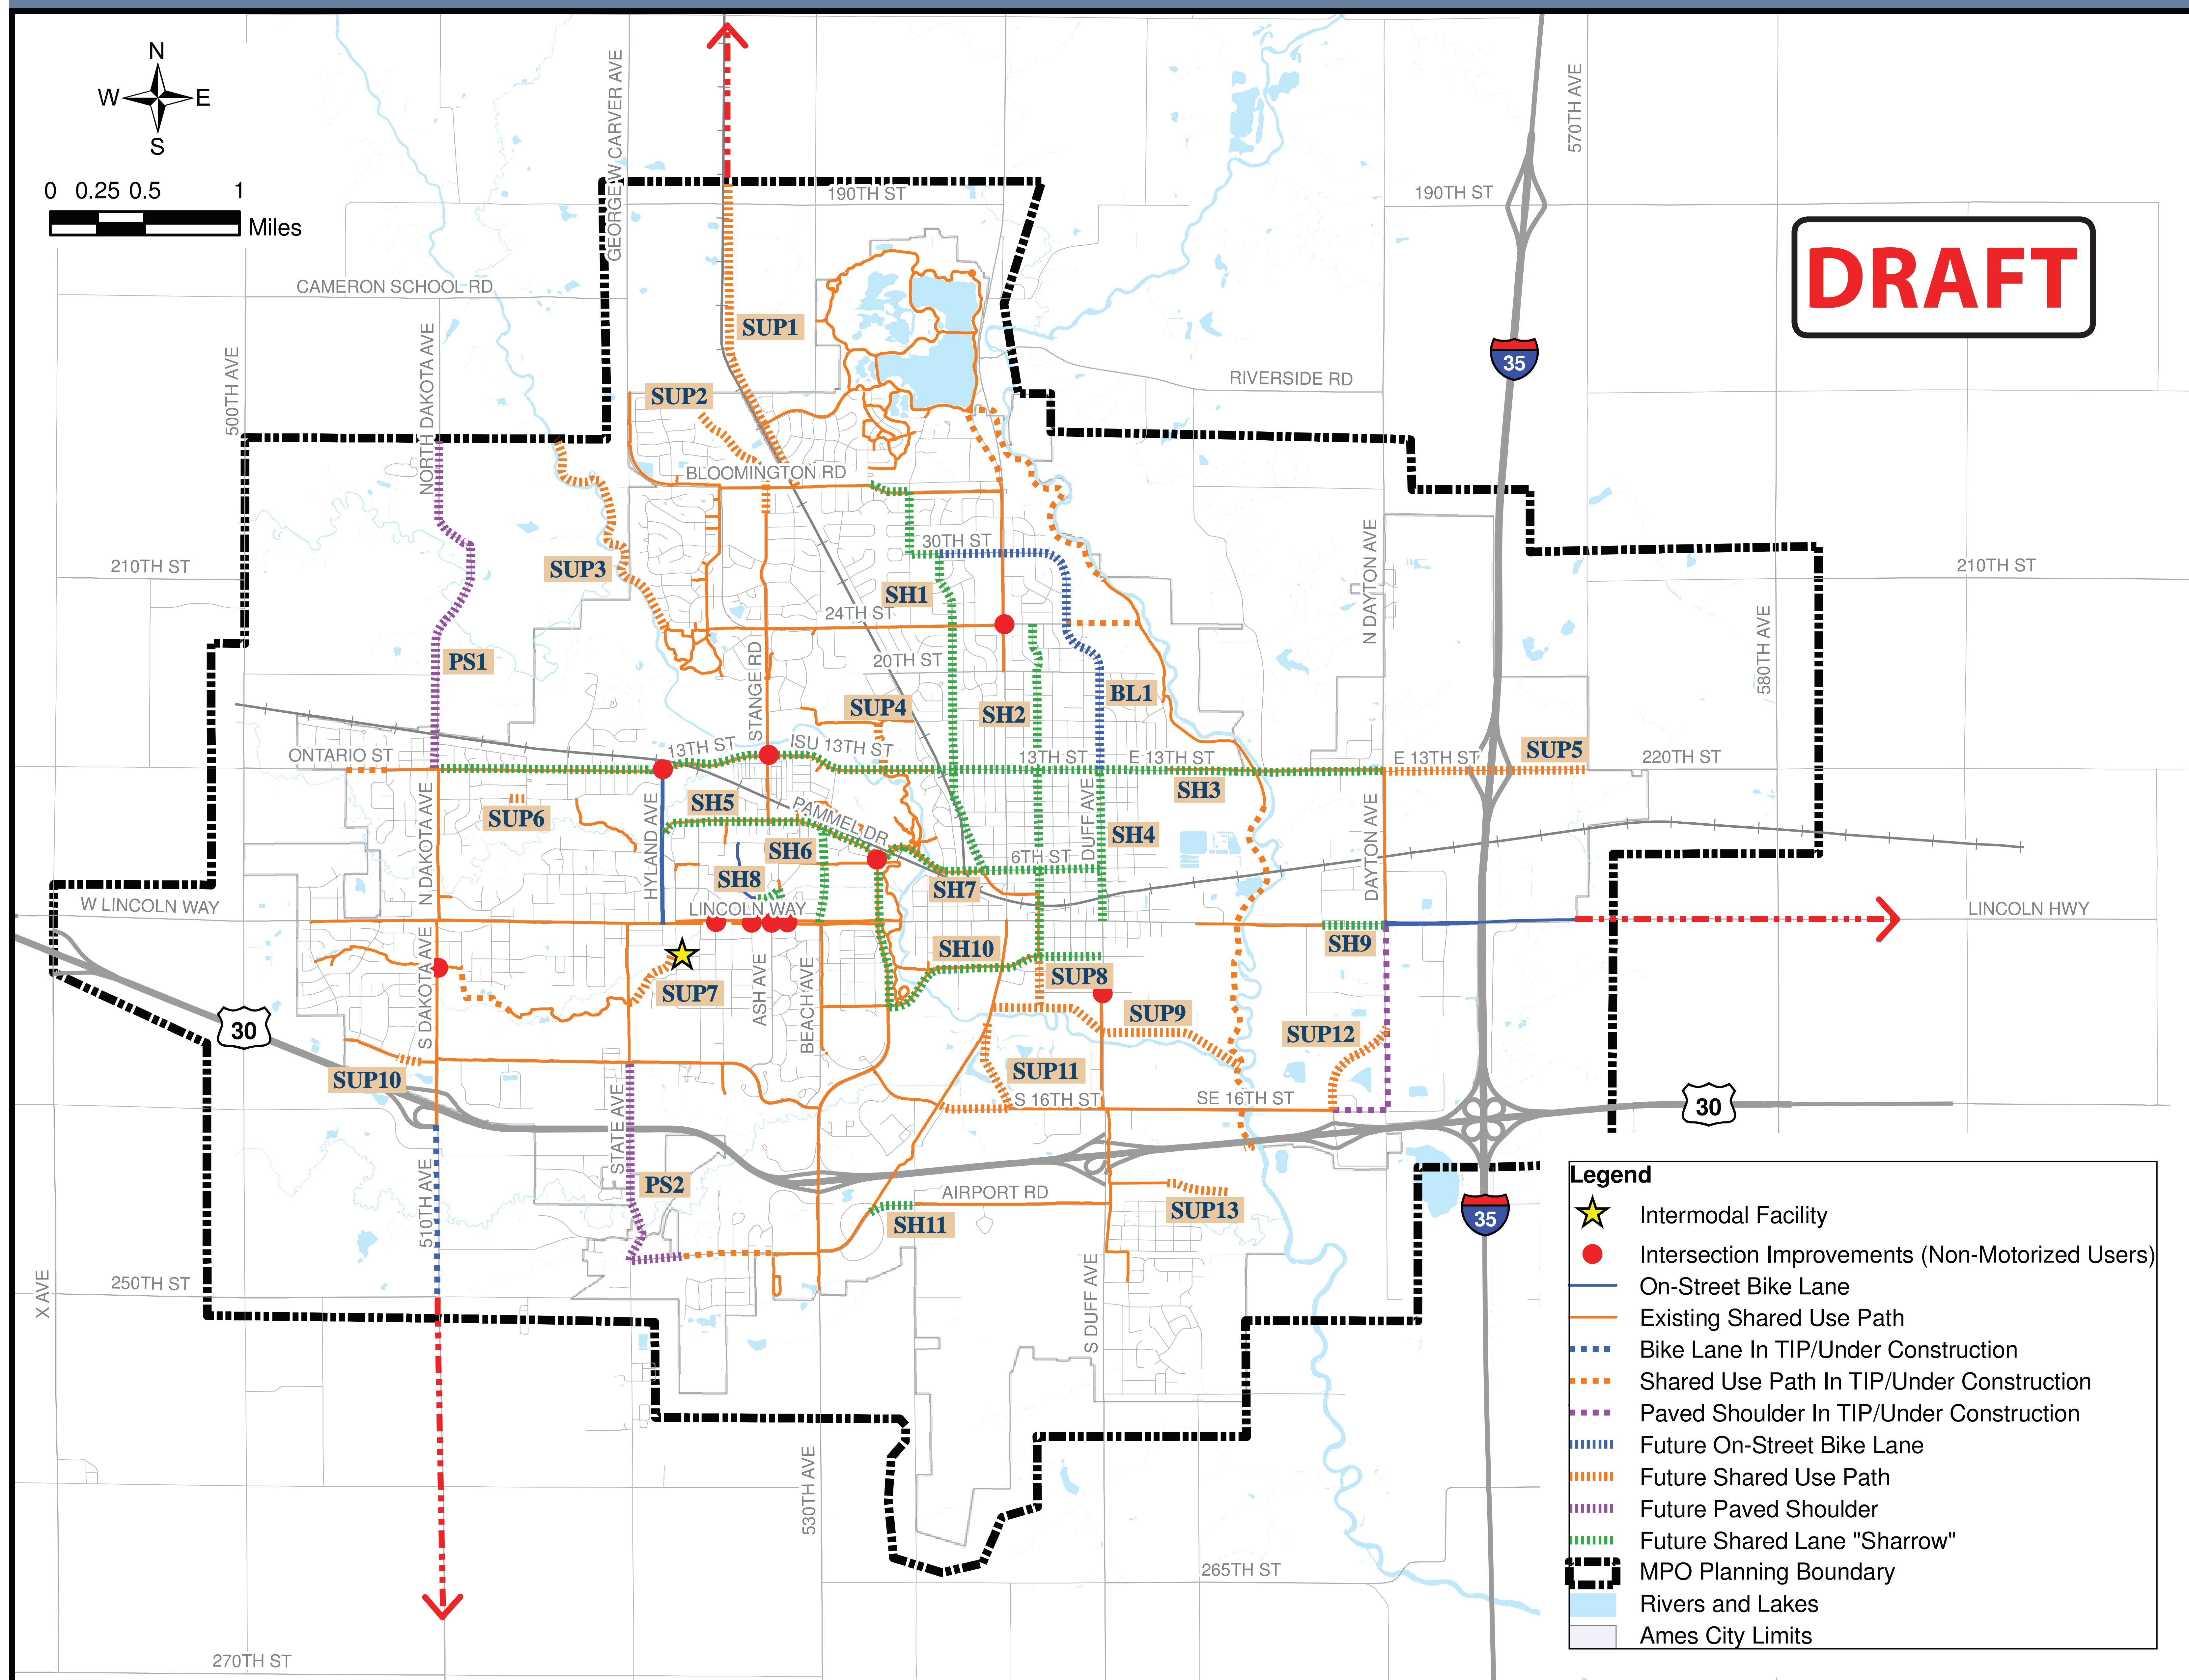 N
W E
S
0 0.25 0.5 1
Miles
DRAFT
GEORGE W CARVER AVE
570TH AVE
190TH ST
190TH ST
CAMERON SCHOOL RD
SUP1
35
500TH AVE
NORTH DAKOTA AVE
RIVERSIDE RD
SUP2
BLOOMINGTON RD
30TH ST
N DAYTON AVE
210TH ST
SUP3
210TH ST
SH1
24TH ST
580TH AVE
PS1
20TH ST
STANGE RD
BL1
SUP4
SH2
ONTARIO ST
13TH ST
ISU 13TH ST
13TH ST
E 13TH ST
E 13TH ST
SUP5
220TH ST
SH3
SUP6
N DAKOTA AVE
HYLAND AVE
SH5
PAMMEL DR
DUFF AVE
SH4
DAYTON AVE
SH6
6TH ST
SH8
SH7
W LINCOLN WAY
LINCOLN WAY
LINCOLN HWY
SH9
SH10
S DAKOTA AVE
SUP7
ASH AVE
BEACH AVE
SUP8
SUP9
30
SUP12
SUP10
SUP11
S 16TH ST
SE 16TH ST
30
STATE AVE
510TH AVE
PS2
AIRPORT RD
SUP13
SH11
35
X AVE
250TH ST
S DUFF AVE
530TH AVE
265TH ST
270TH ST
Legend
Intermodal Facility
Intersection Improvements (Non-Motorized Users)
On-Street Bike Lane
Existing Shared Use Path
Bike Lane In TIP/Under Construction
Shared Use Path In TIP/Under Construction
Paved Shoulder In TIP/Under Construction
Future On-Street Bike Lane
Future Shared Use Path
Future Paved Shoulder
Future Shared Lane "Sharrow"
MPO Planning Boundary
Rivers and Lakes
Ames City Limits